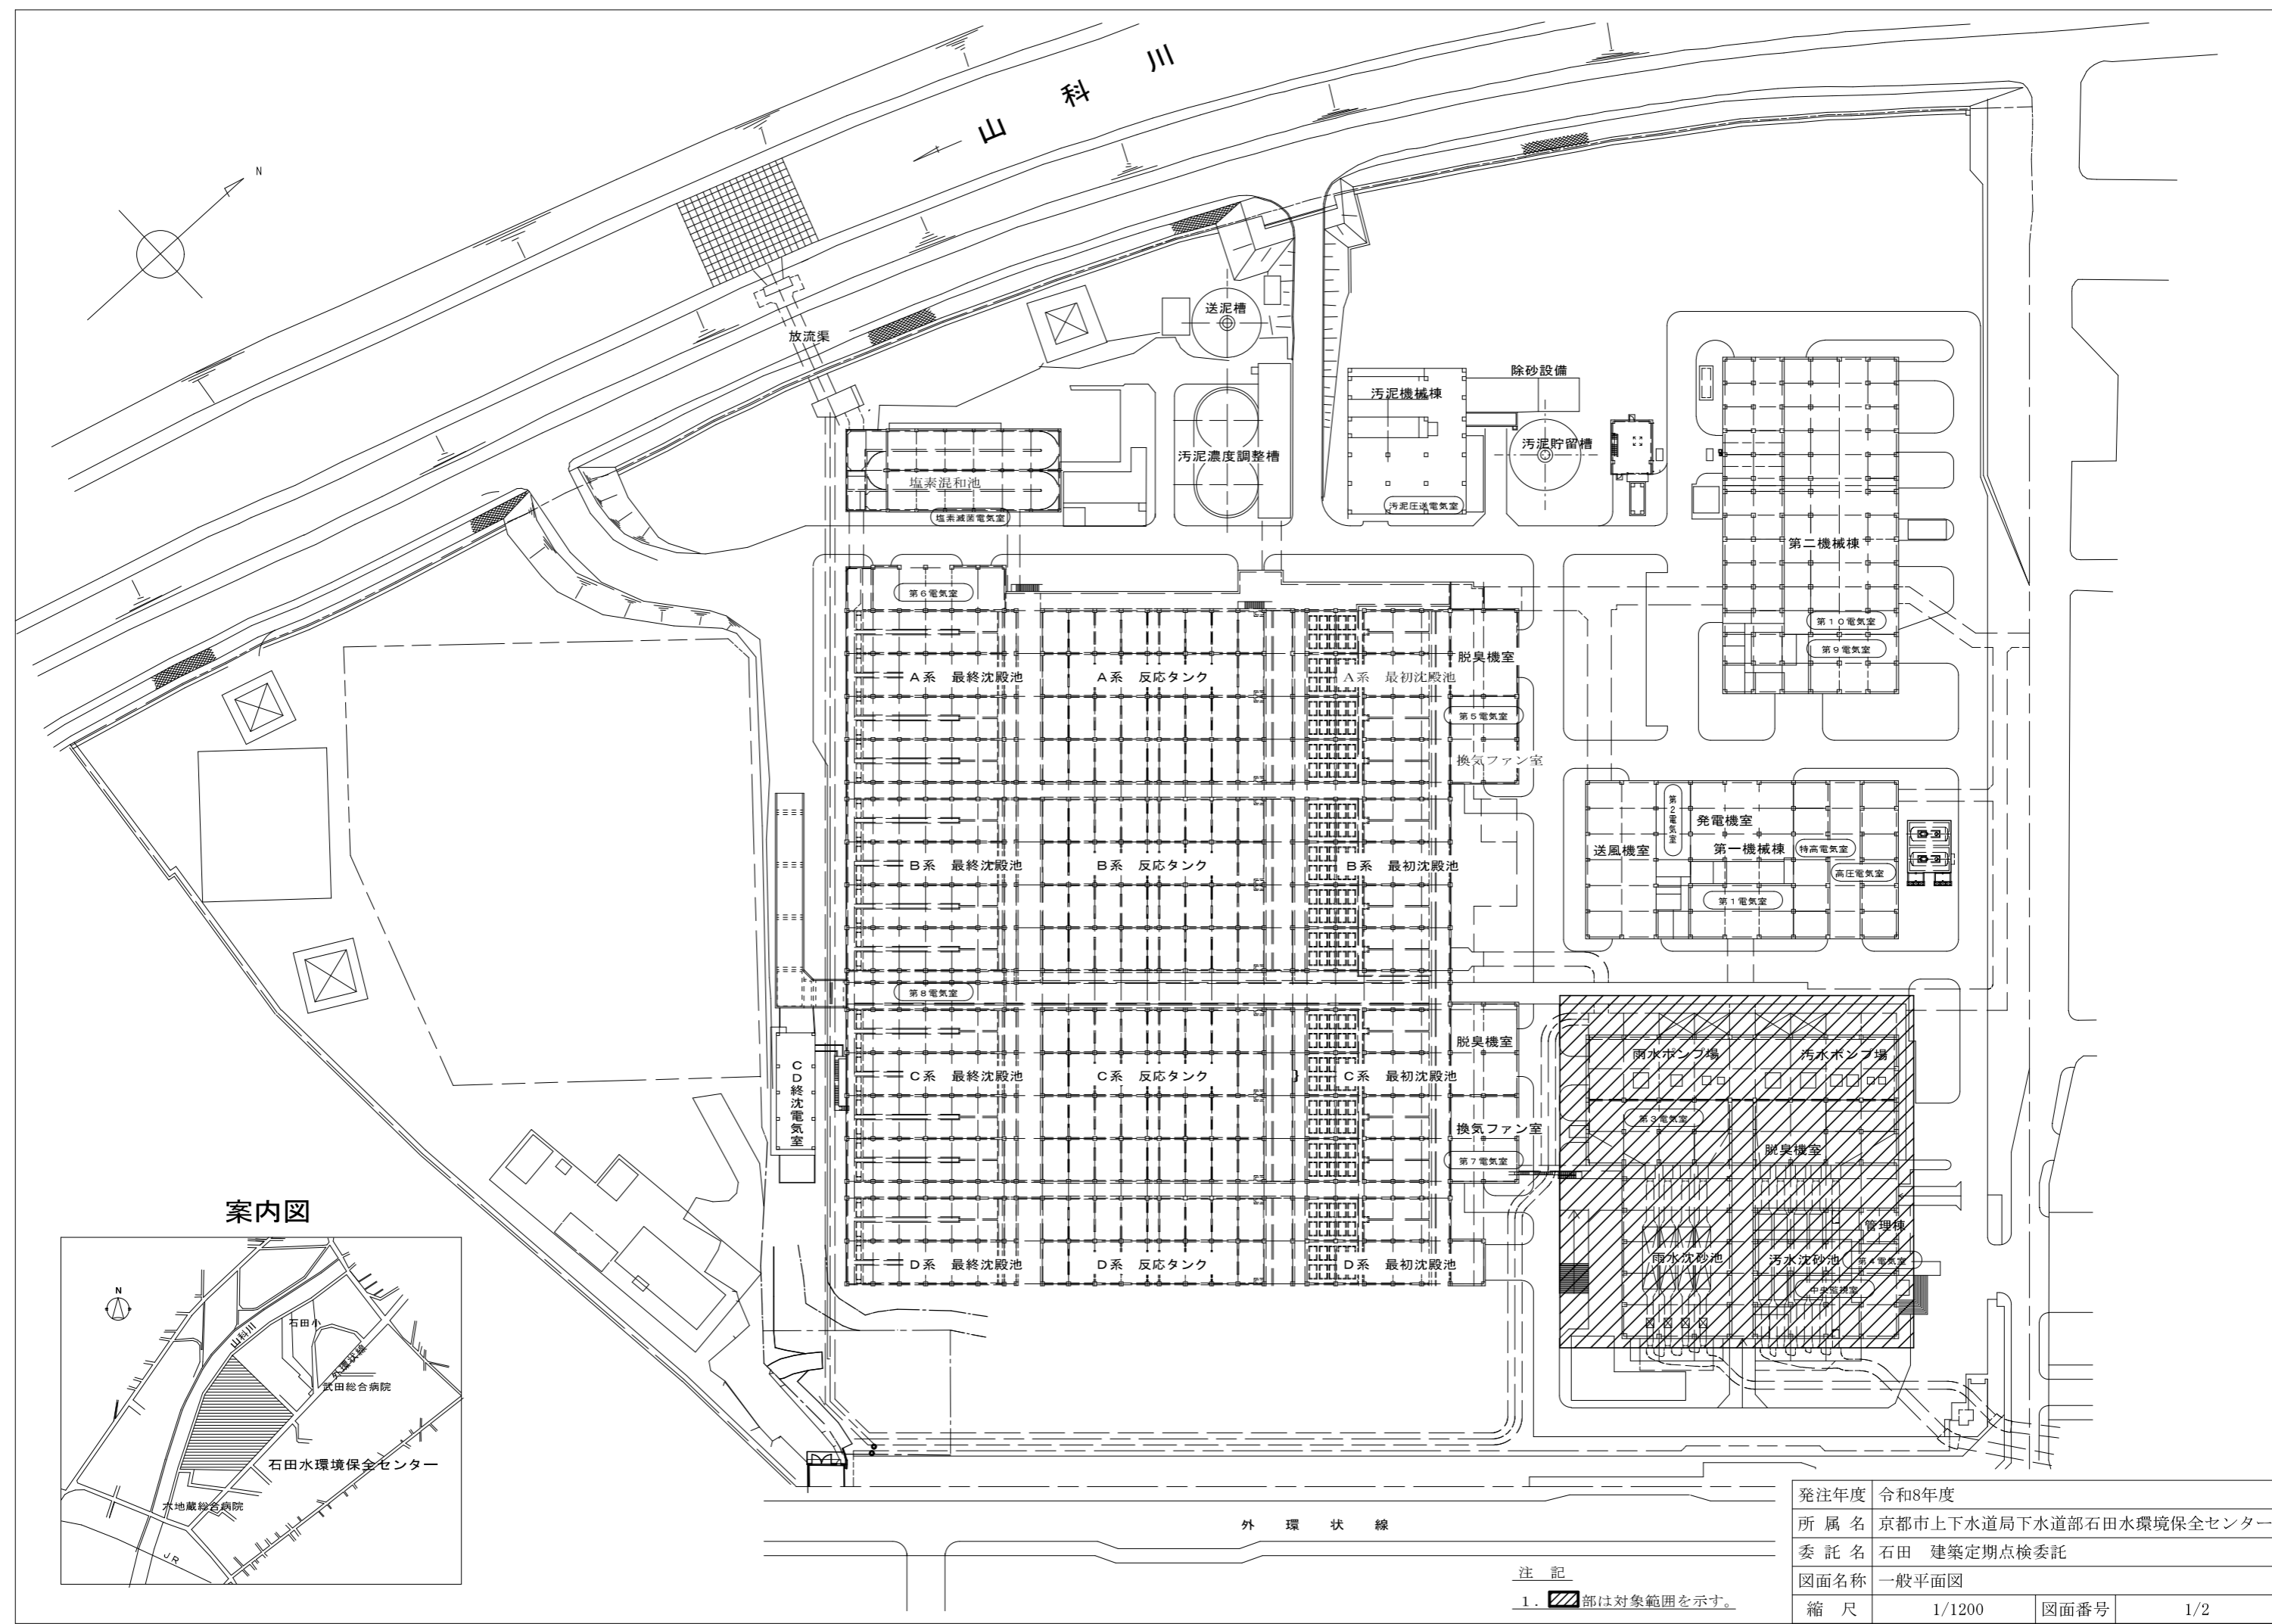 山科川
N
放流渠
送泥槽
除砂設備
汚泥機械棟
汚泥濃度調整槽
汚泥貯留槽
塩素混和池
汚泥圧送電気室
塩素滅菌電気室
第二機械棟
第6電気室
第10電気室
第9電気室
脱臭機室
A系 最終沈殿池
A系 反応タンク
A系 最初沈殿池
第5電気室
換気ファン室
第2電気室
発電機室
送風機室
第一機械棟
特高電気室
高圧電気室
第1電気室
B系 最終沈殿池
B系 反応タンク
B系 最初沈殿池
第8電気室
脱臭機室
雨水ポンプ場
汚水ポンプ場
CD終沈電気室
C系 最終沈殿池
C系 反応タンク
C系 最初沈殿池
第3電気室
換気ファン室
脱臭機室
第7電気室
管理棟
雨水沈砂池
汚水沈砂池
第4電気室
中央監視室
D系 最終沈殿池
D系 反応タンク
D系 最初沈殿池
案内図
N
石田小
山科川
外環状線
武田総合病院
石田水環境保全センター
六地蔵総合病院
JR
外環状線
注記
1. 部は対象範囲を示す。
発注年度 令和8年度
所属名 京都市上下水道局下水道部石田水環境保全センター
委託名 石田 建築定期点検委託
図面名称 一般平面図
縮尺 1/1200 図面番号 1/2